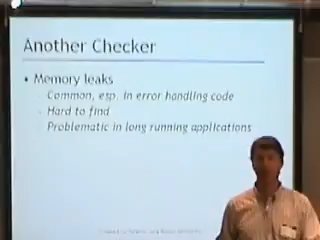 Another Checker
• Memory leaks
- Common, esp. in error handling code
- Hard to find
- Problematic in long running applications